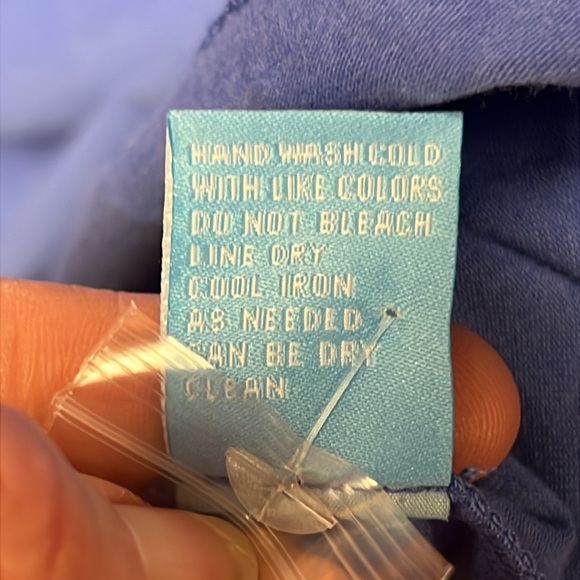 HAND WASH COLD
WITH LIKE COLORS
DO NOT BLEACH
LINE DRY
COOL IRON
AS NEEDED
CAN BE DRY
CLEAN